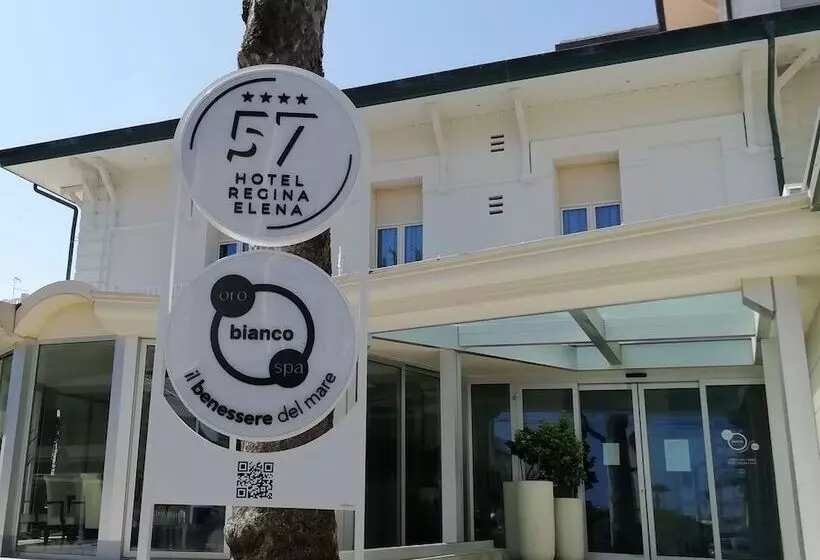 57
HOTEL
REGINA
ELENA
oro
bianco
spa
il benessere del mare